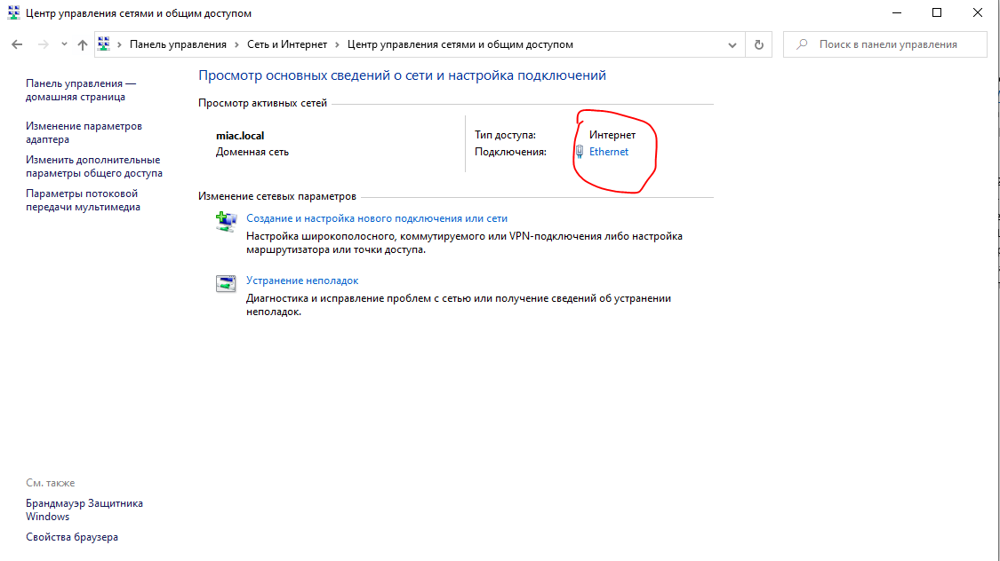 Центр управления сетями и общим доступом
Панель управления › Сеть и Интернет › Центр управления сетями и общим доступом
Поиск в панели управления
Панель управления —
домашняя страница
Изменение параметров
адаптера
Изменить дополнительные
параметры общего доступа
Параметры потоковой
передачи мультимедиа
Просмотр основных сведений о сети и настройка подключений
Просмотр активных сетей
miac.local
Доменная сеть
Тип доступа: Интернет
Подключения: Ethernet
Изменение сетевых параметров
Создание и настройка нового подключения или сети
Настройка широкополосного, коммутируемого или VPN-подключения либо настройка
маршрутизатора или точки доступа.
Устранение неполадок
Диагностика и исправление проблем с сетью или получение сведений об устранении
неполадок.
См. также
Брандмауэр Защитника
Windows
Свойства браузера